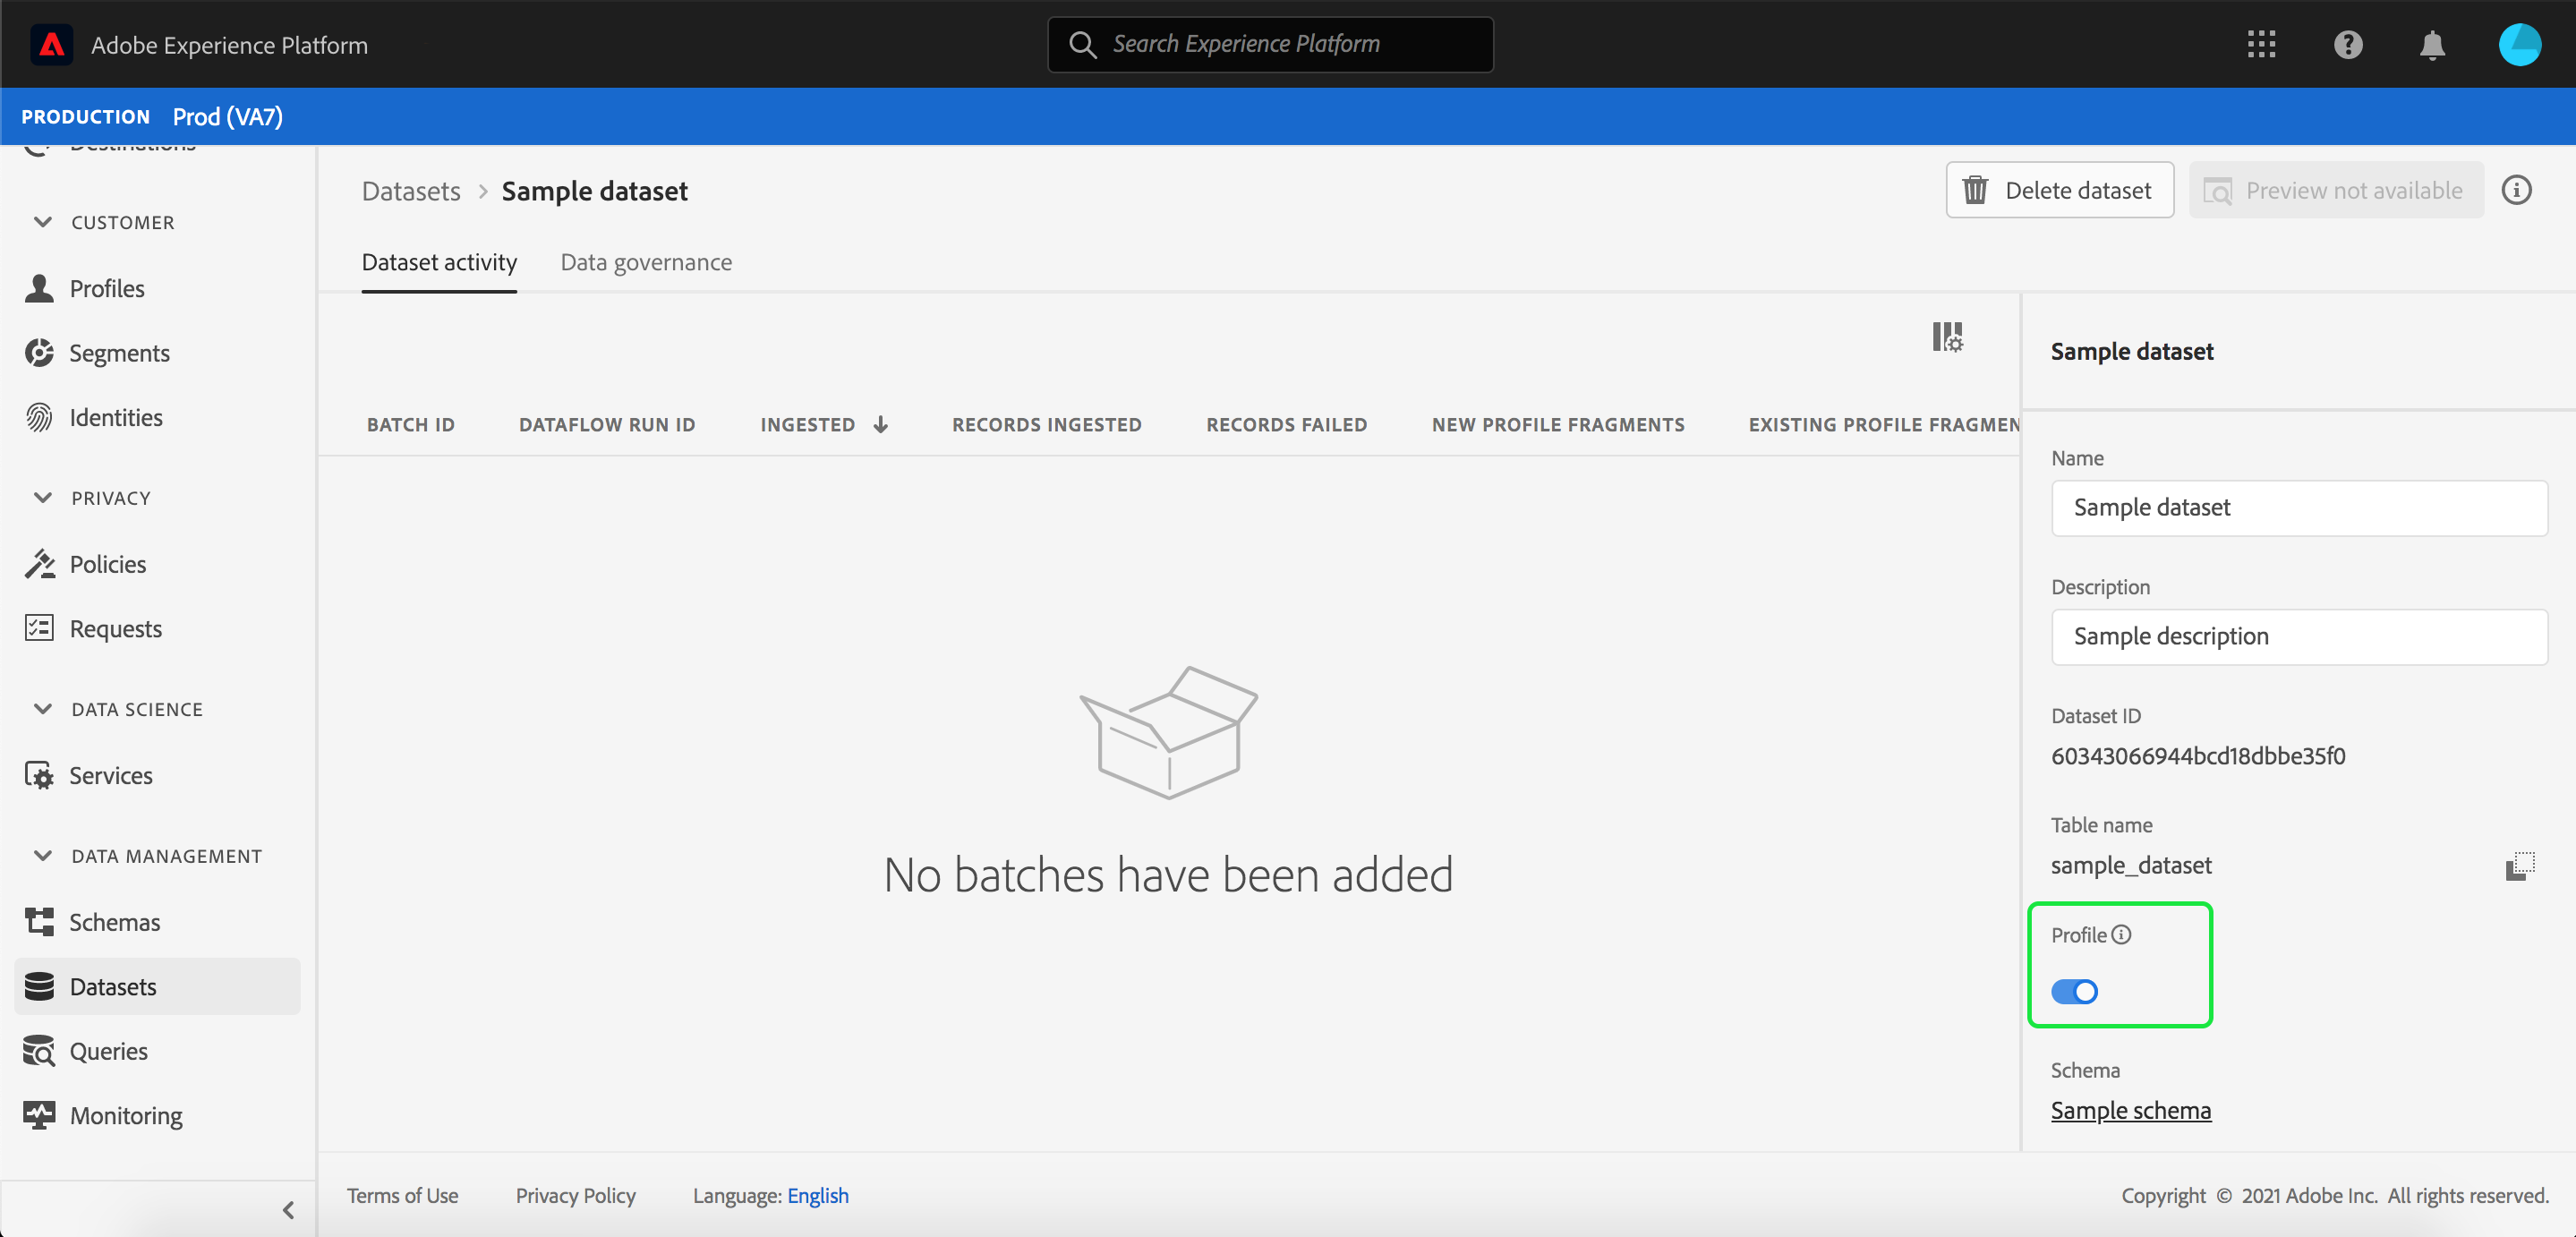 Adobe Experience Platform
Search Experience Platform
PRODUCTION Prod (VA7)
Destinations
CUSTOMER
Profiles
Segments
Identities
PRIVACY
Policies
Requests
DATA SCIENCE
Services
DATA MANAGEMENT
Schemas
Datasets
Queries
Monitoring
Datasets > Sample dataset
Delete dataset
Preview not available
Dataset activity
Data governance
BATCH ID
DATAFLOW RUN ID
INGESTED
RECORDS INGESTED
RECORDS FAILED
NEW PROFILE FRAGMENTS
EXISTING PROFILE FRAGMEN
No batches have been added
Sample dataset
Name
Sample dataset
Description
Sample description
Dataset ID
60343066944bcd18dbbe35f0
Table name
sample_dataset
Profile
Schema
Sample schema
Terms of Use
Privacy Policy
Language: English
Copyright © 2021 Adobe Inc. All rights reserved.